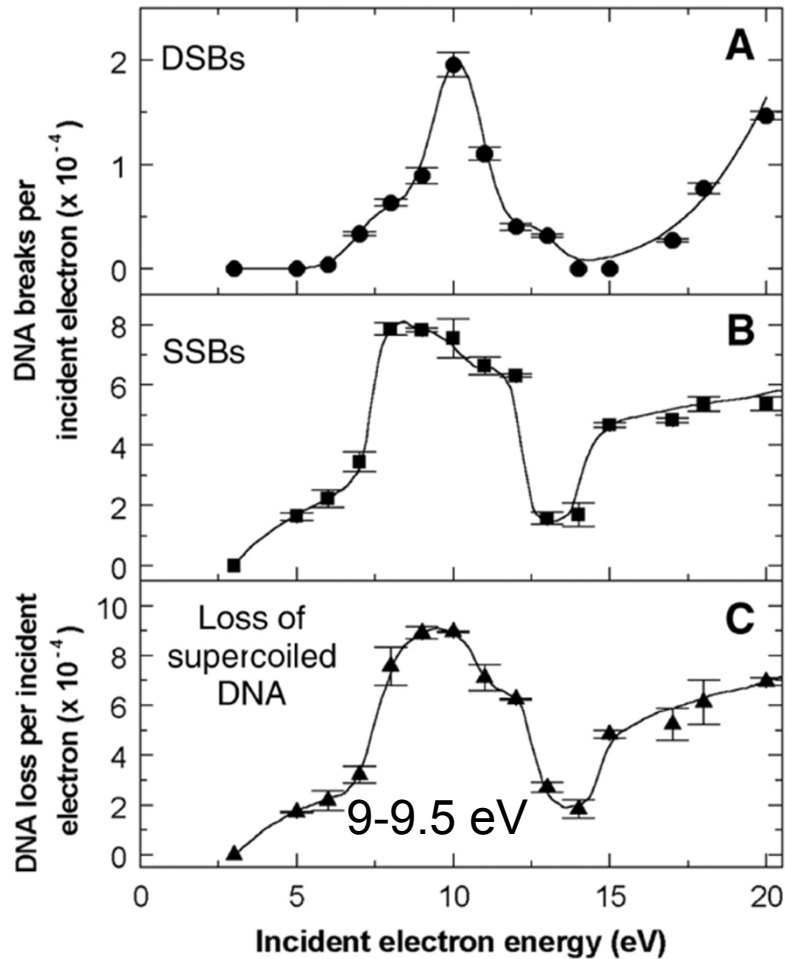 A
DSBs
2
1
0
DNA breaks per
incident electron (x 10⁻⁴)
B
SSBs
8
6
4
2
0
C
Loss of
supercoiled
DNA
10
8
6
4
2
0
DNA loss per incident
electron (x 10⁻⁴)
9-9.5 eV
0 5 10 15 20
Incident electron energy (eV)